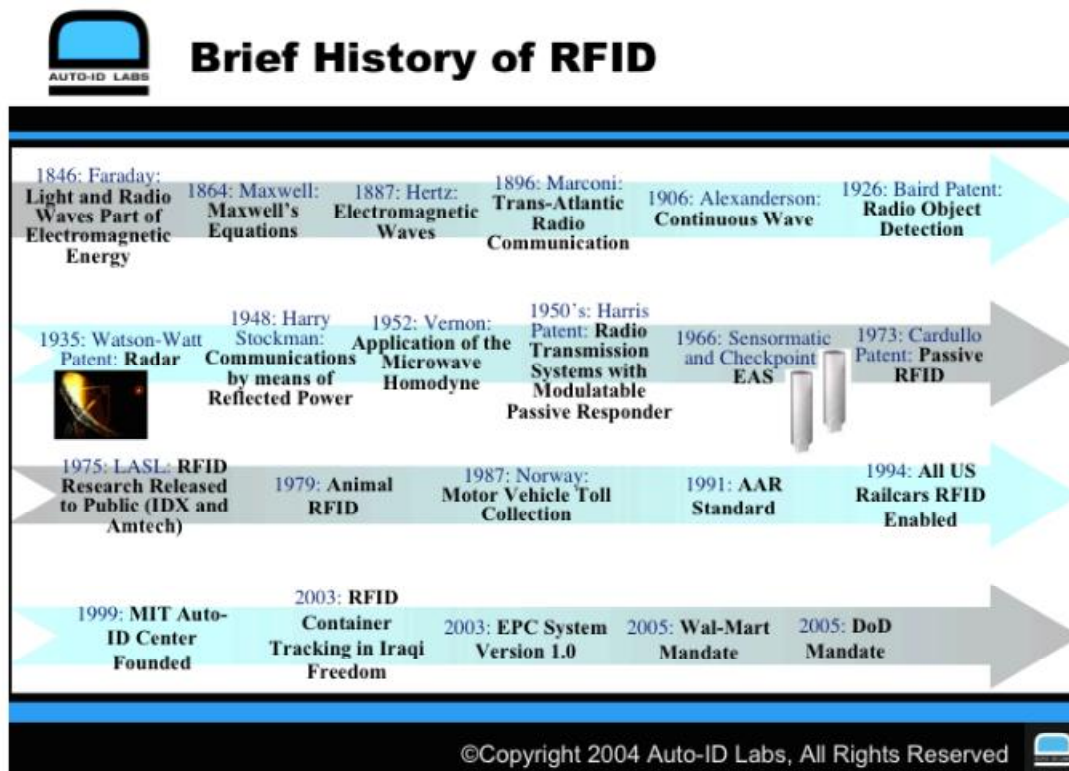 AUTO-ID LABS
Brief History of RFID
1846: Faraday:
Light and Radio
Waves Part of
Electromagnetic
Energy
1864: Maxwell:
Maxwell's
Equations
1887: Hertz:
Electromagnetic
Waves
1896: Marconi:
Trans-Atlantic
Radio
Communication
1906: Alexanderson:
Continuous Wave
1926: Baird Patent:
Radio Object
Detection
1935: Watson-Watt
Patent: Radar
1948: Harry
Stockman:
Communications
by means of
Reflected Power
1952: Vernon:
Application of the
Microwave
Homodyne
1950's: Harris
Patent: Radio
Transmission
Systems with
Modulatable
Passive Responder
1966: Sensormatic
and Checkpoint
EAS
1973: Cardullo
Patent: Passive
RFID
1975: LASL: RFID
Research Released
to Public (IDX and
Amtech)
1979: Animal
RFID
1987: Norway:
Motor Vehicle Toll
Collection
1991: AAR
Standard
1994: All US
Railcars RFID
Enabled
1999: MIT Auto-
ID Center
Founded
2003: RFID
Container
Tracking in Iraqi
Freedom
2003: EPC System
Version 1.0
2005: Wal-Mart
Mandate
2005: DoD
Mandate
©Copyright 2004 Auto-ID Labs, All Rights Reserved